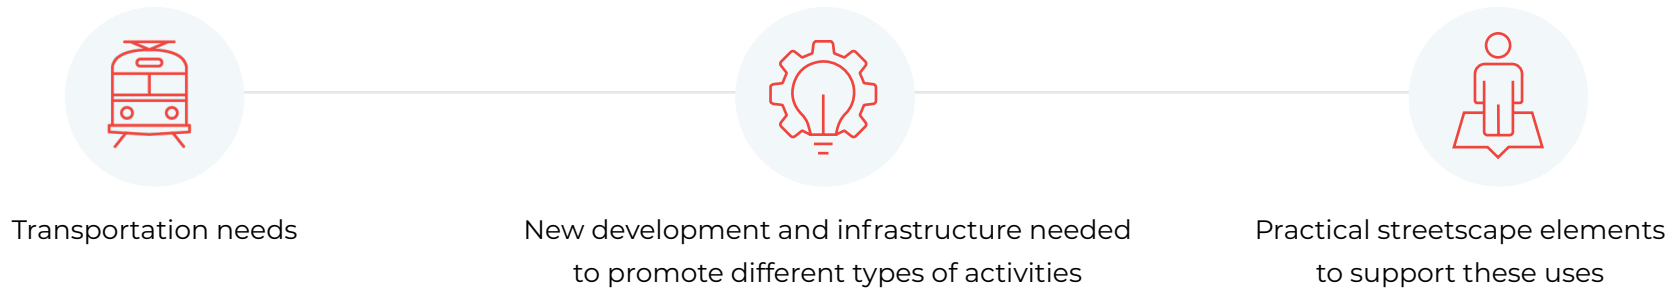 Transportation needs
New development and infrastructure needed
to promote different types of activities
Practical streetscape elements
to support these uses